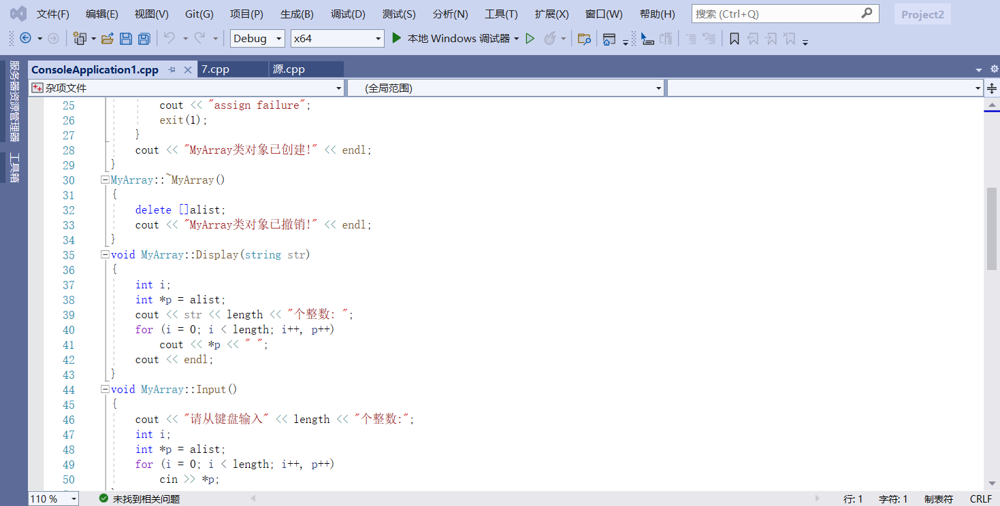 文件(F) 编辑(E) 视图(V) Git(G) 项目(P) 生成(B) 调试(D) 测试(S) 分析(N) 工具(T) 扩展(X) 窗口(W) 帮助(H) 搜索 (Ctrl+Q) Project2
Debug x64 本地 Windows 调试器
服务器资源管理器
工具箱
ConsoleApplication1.cpp 7.cpp 源.cpp
杂项文件 (全局范围)
25 cout << "assign failure";
26 exit(1);
27 }
28 cout << "MyArray类对象已创建!" << endl;
29 }
30 MyArray::~MyArray()
31 {
32 delete []alist;
33 cout << "MyArray类对象已撤销!" << endl;
34 }
35 void MyArray::Display(string str)
36 {
37 int i;
38 int *p = alist;
39 cout << str << length << "个整数: ";
40 for (i = 0; i < length; i++, p++)
41 cout << *p << " ";
42 cout << endl;
43 }
44 void MyArray::Input()
45 {
46 cout << "请从键盘输入" << length << "个整数:";
47 int i;
48 int *p = alist;
49 for (i = 0; i < length; i++, p++)
50 cin >> *p;
110 % 未找到相关问题 行: 1 字符: 1 制表符 CRLF